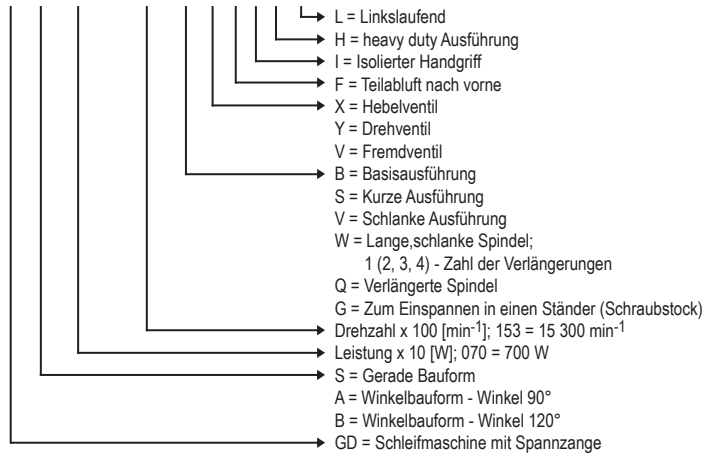 L = Linkslaufend
H = heavy duty Ausführung
I = Isolierter Handgriff
F = Teilabluft nach vorne
X = Hebelventil
Y = Drehventil
V = Fremdventil
B = Basisausführung
S = Kurze Ausführung
V = Schlanke Ausführung
W = Lange,schlanke Spindel;
1 (2, 3, 4) - Zahl der Verlängerungen
Q = Verlängerte Spindel
G = Zum Einspannen in einen Ständer (Schraubstock)
Drehzahl x 100 [min-1]; 153 = 15 300 min-1
Leistung x 10 [W]; 070 = 700 W
S = Gerade Bauform
A = Winkelbauform - Winkel 90°
B = Winkelbauform - Winkel 120°
GD = Schleifmaschine mit Spannzange